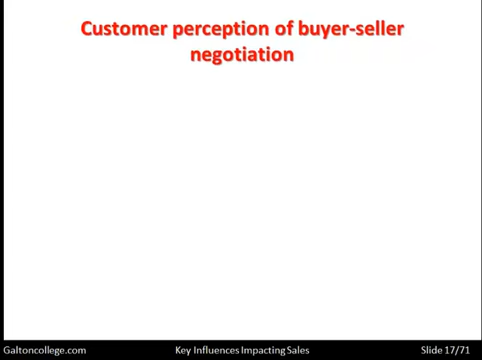 Customer perception of buyer-seller
negotiation
Galtoncollege.com Key Influences Impacting Sales Slide 17/71